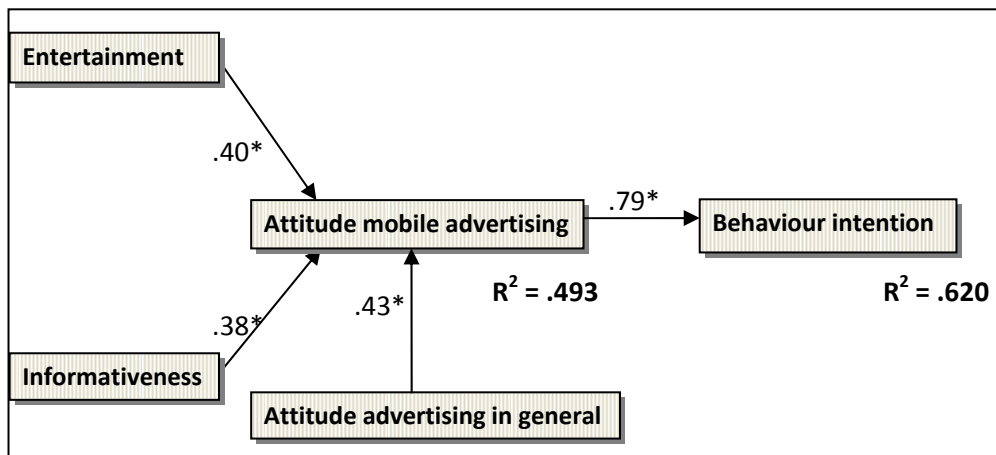 Entertainment
.40*
Attitude mobile advertising
.79*
Behaviour intention
R² = .493
R² = .620
.38*
.43*
Informativeness
Attitude advertising in general